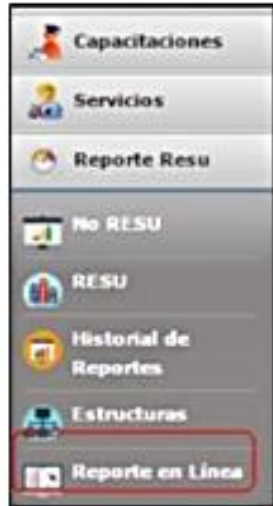 Capacitaciones
Servicios
Reporte Resu
No RESU
RESU
Historial de
Reportes
Estructuras
Reporte en Línea